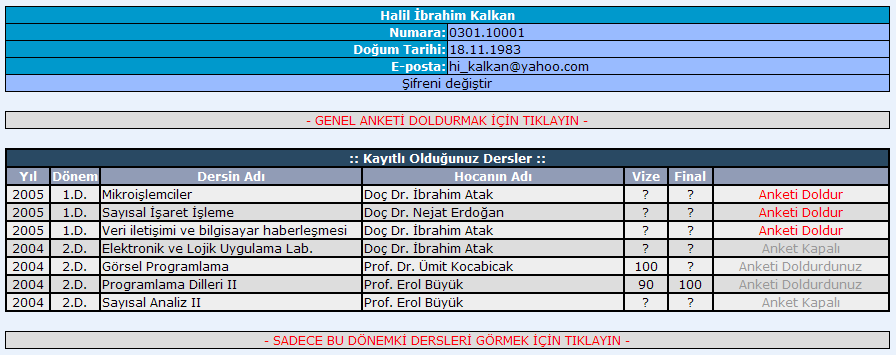 Halil İbrahim Kalkan
Numara: 0301.10001
Doğum Tarihi: 18.11.1983
E-posta: hi_kalkan@yahoo.com
Şifreni değiştir
- GENEL ANKETİ DOLDURMAK İÇİN TIKLAYIN -
:: Kayıtlı Olduğunuz Dersler ::
Yıl Dönem Dersin Adı Hocanın Adı Vize Final
2005 1.D. Mikroişlemciler Doç Dr. İbrahim Atak ? ? Anketi Doldur
2005 1.D. Sayısal İşaret İşleme Doç Dr. Nejat Erdoğan ? ? Anketi Doldur
2005 1.D. Veri iletişimi ve bilgisayar haberleşmesi Doç Dr. İbrahim Atak ? ? Anketi Doldur
2004 2.D. Elektronik ve Lojik Uygulama Lab. Doç Dr. İbrahim Atak ? ? Anket Kapalı
2004 2.D. Görsel Programlama Prof. Dr. Ümit Kocabicak 100 ? Anketi Doldurdunuz
2004 2.D. Programlama Dilleri II Prof. Erol Büyük 90 100 Anketi Doldurdunuz
2004 2.D. Sayısal Analiz II Prof. Erol Büyük ? ? Anket Kapalı
- SADECE BU DÖNEMKİ DERSLERİ GÖRMEK İÇİN TIKLAYIN -